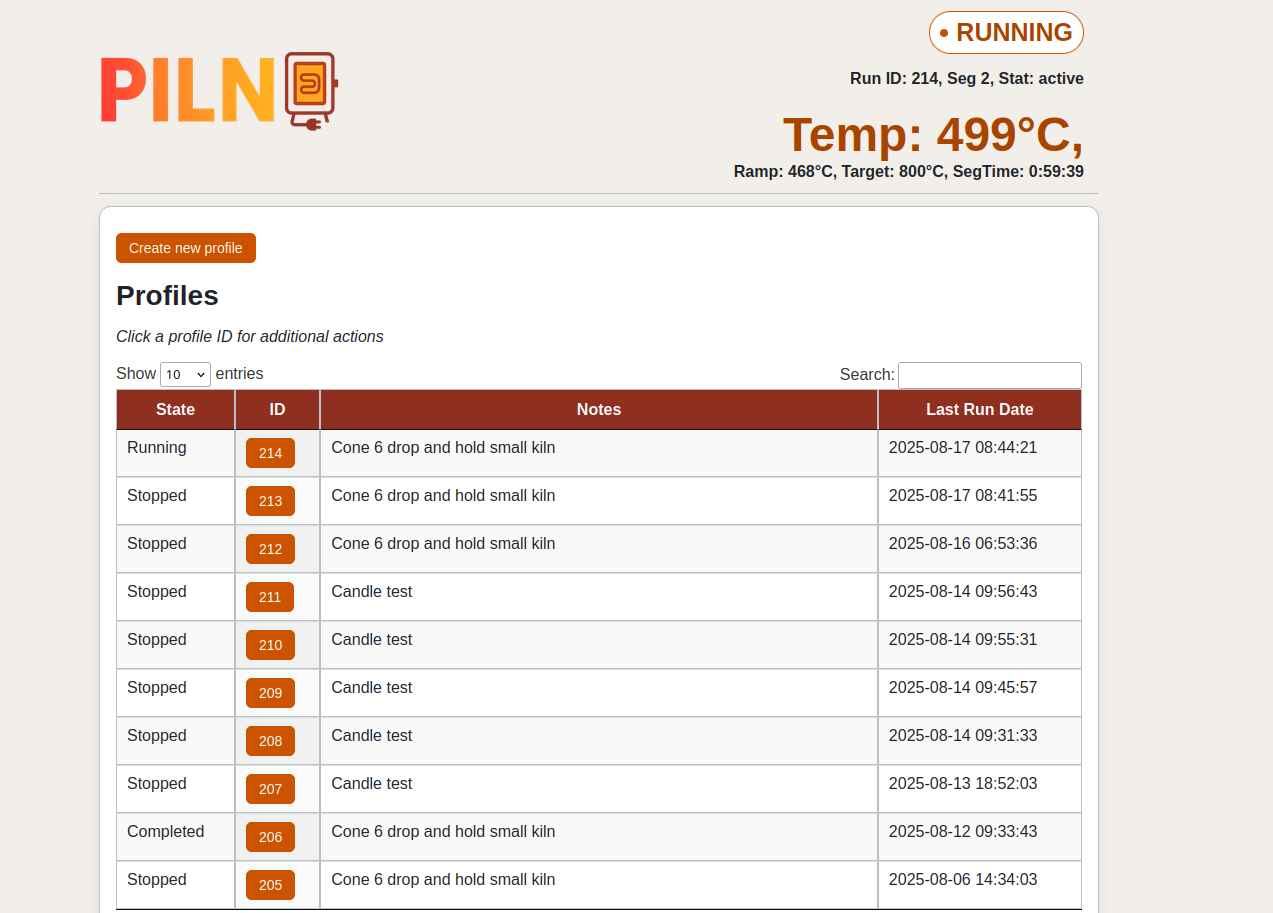 PILN
• RUNNING
Run ID: 214, Seg 2, Stat: active
Temp: 499°C,
Ramp: 468°C, Target: 800°C, SegTime: 0:59:39
Create new profile
Profiles
Click a profile ID for additional actions
Show 10 entries Search:
State ID Notes Last Run Date
Running 214 Cone 6 drop and hold small kiln 2025-08-17 08:44:21
Stopped 213 Cone 6 drop and hold small kiln 2025-08-17 08:41:55
Stopped 212 Cone 6 drop and hold small kiln 2025-08-16 06:53:36
Stopped 211 Candle test 2025-08-14 09:56:43
Stopped 210 Candle test 2025-08-14 09:55:31
Stopped 209 Candle test 2025-08-14 09:45:57
Stopped 208 Candle test 2025-08-14 09:31:33
Stopped 207 Candle test 2025-08-13 18:52:03
Completed 206 Cone 6 drop and hold small kiln 2025-08-12 09:33:43
Stopped 205 Cone 6 drop and hold small kiln 2025-08-06 14:34:03